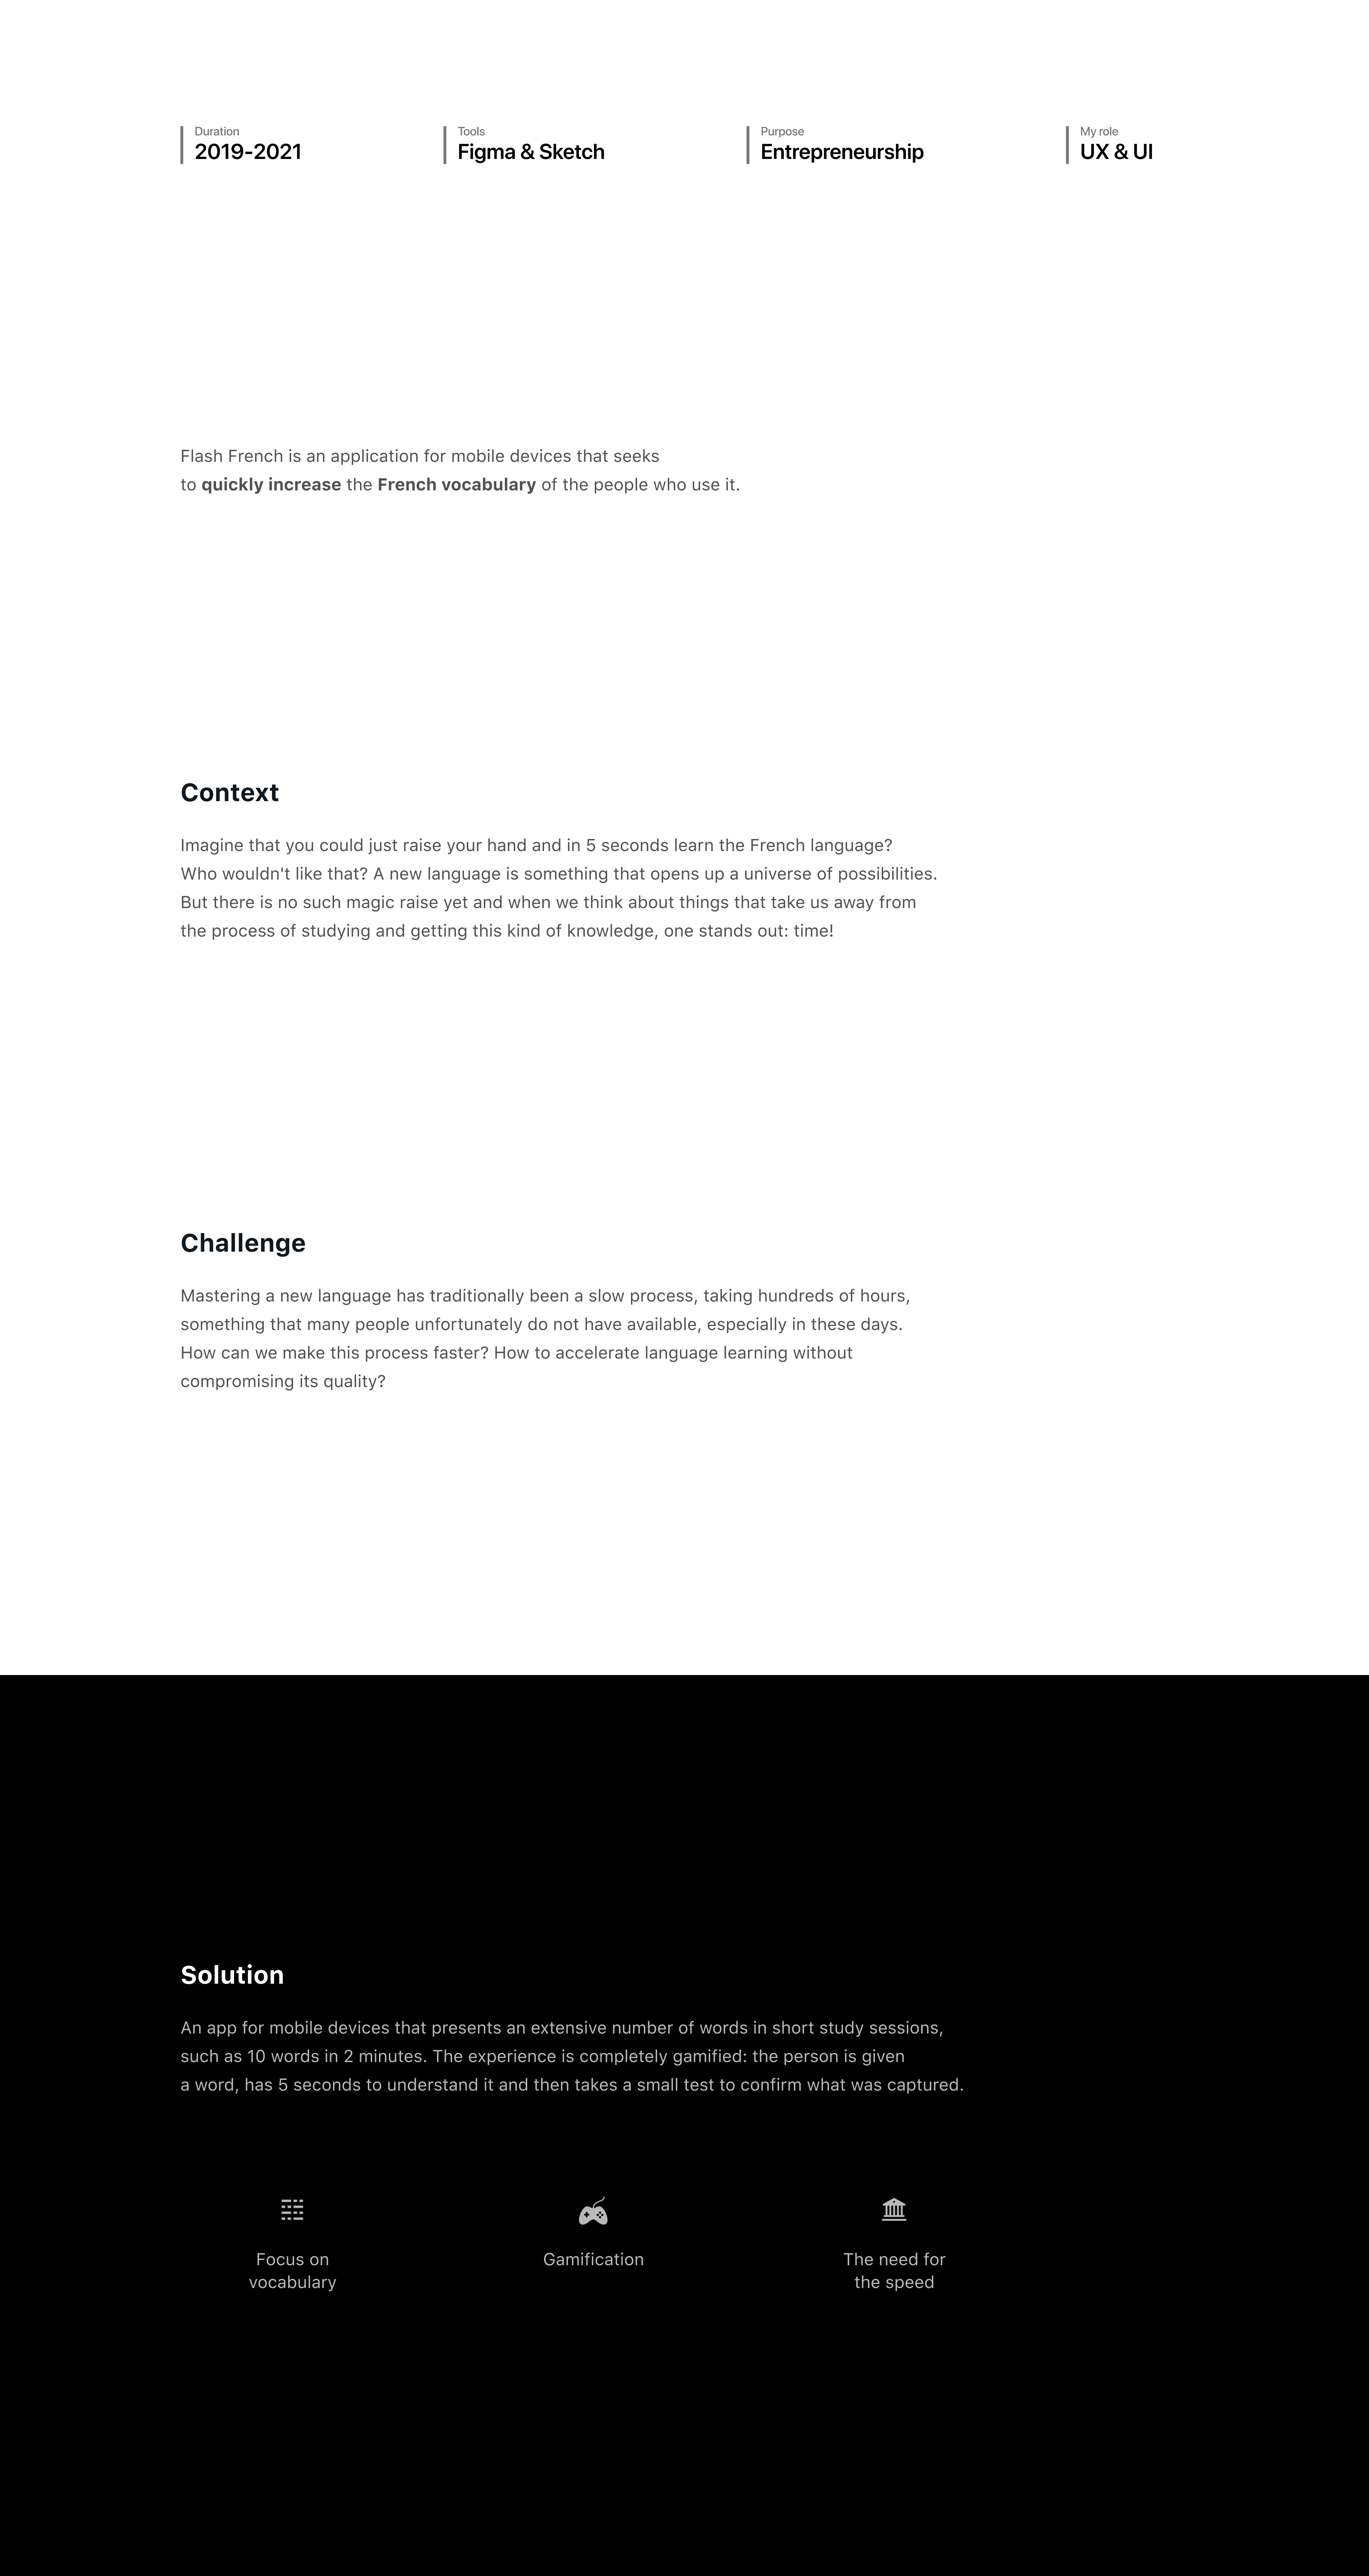 Duration
2019-2021
Tools
Figma & Sketch
Purpose
Entrepreneurship
My role
UX & UI
Flash French is an application for mobile devices that seeks
to quickly increase the French vocabulary of the people who use it.
Context
Imagine that you could just raise your hand and in 5 seconds learn the French language?
Who wouldn't like that? A new language is something that opens up a universe of possibilities.
But there is no such magic raise yet and when we think about things that take us away from
the process of studying and getting this kind of knowledge, one stands out: time!
Challenge
Mastering a new language has traditionally been a slow process, taking hundreds of hours,
something that many people unfortunately do not have available, especially in these days.
How can we make this process faster? How to accelerate language learning without
compromising its quality?
Solution
An app for mobile devices that presents an extensive number of words in short study sessions,
such as 10 words in 2 minutes. The experience is completely gamified: the person is given
a word, has 5 seconds to understand it and then takes a small test to confirm what was captured.
Focus on
vocabulary
Gamification
The need for
the speed